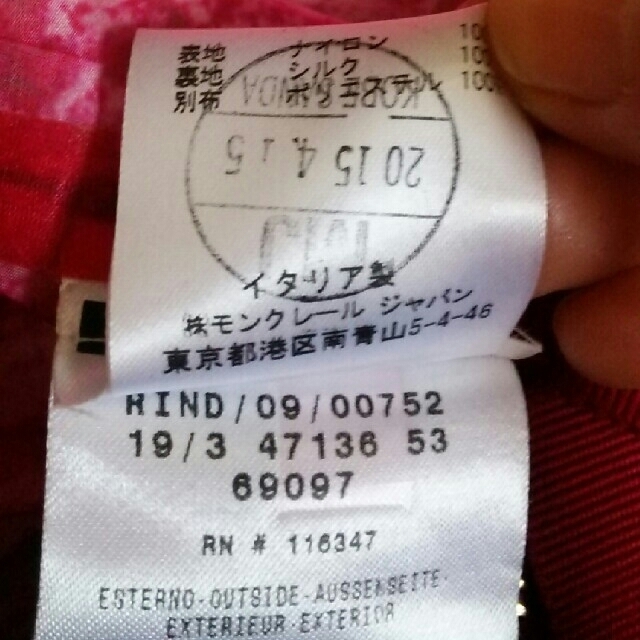 表地 ナイロン 10
裏地 シルク 10
別布 ポリエステル 100
2015 4.15
イタリア製
㈱モンクレール ジャパン
東京都港区南青山5-4-46
RIND/09/00752
19/3 47136 53
69097
RN # 116347
ESTERNO-OUTSIDE-AUSSENSEITE
EXTERIEUR EXTERIOR